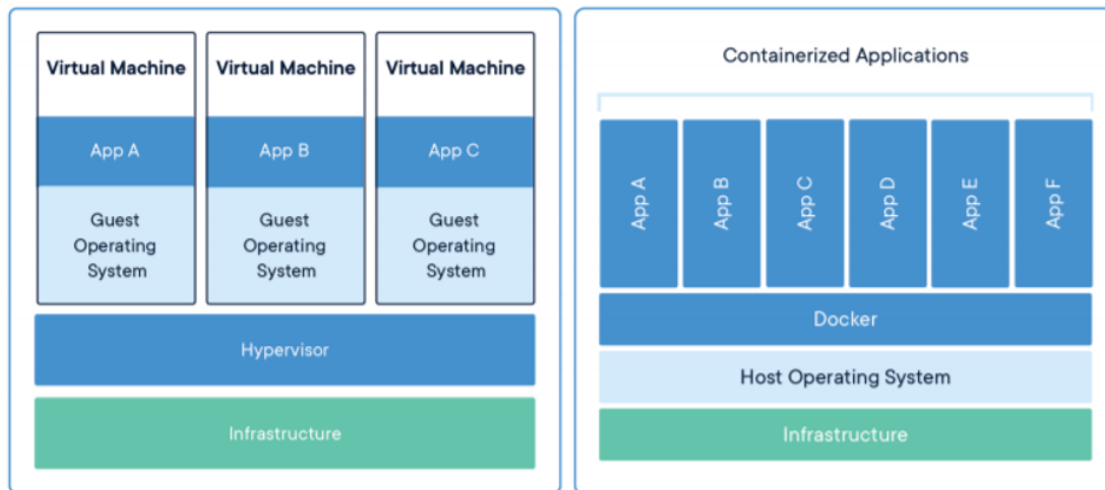 Virtual Machine
App A
Guest
Operating
System
Virtual Machine
App B
Guest
Operating
System
Virtual Machine
App C
Guest
Operating
System
Hypervisor
Infrastructure
Containerized Applications
App A
App B
App C
App D
App E
App F
Docker
Host Operating System
Infrastructure